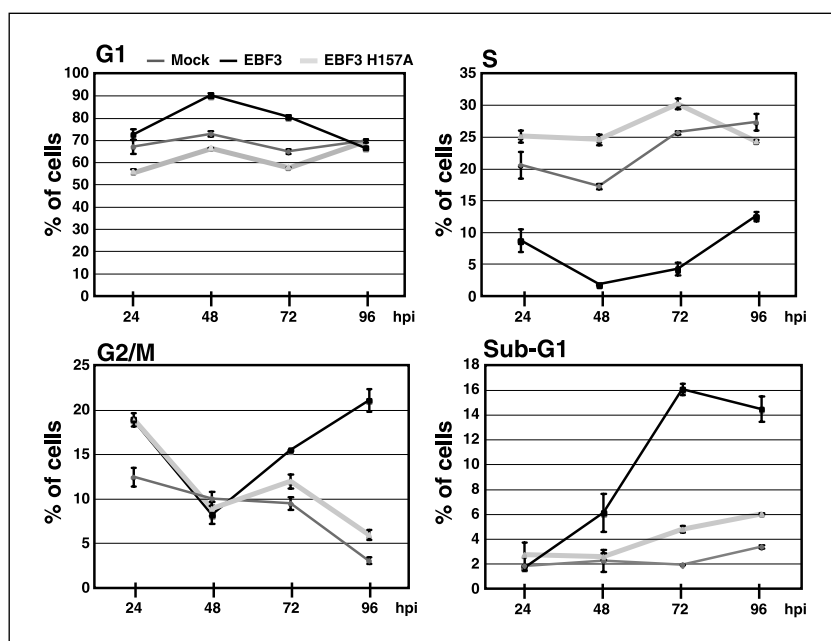 G1
Mock EBF3 EBF3 H157A
% of cells
100
90
80
70
60
50
40
30
20
10
0
24 48 72 96 hpi
S
% of cells
35
30
25
20
15
10
5
0
24 48 72 96 hpi
G2/M
% of cells
25
20
15
10
5
0
24 48 72 96 hpi
Sub-G1
% of cells
18
16
14
12
10
8
6
4
2
0
24 48 72 96 hpi